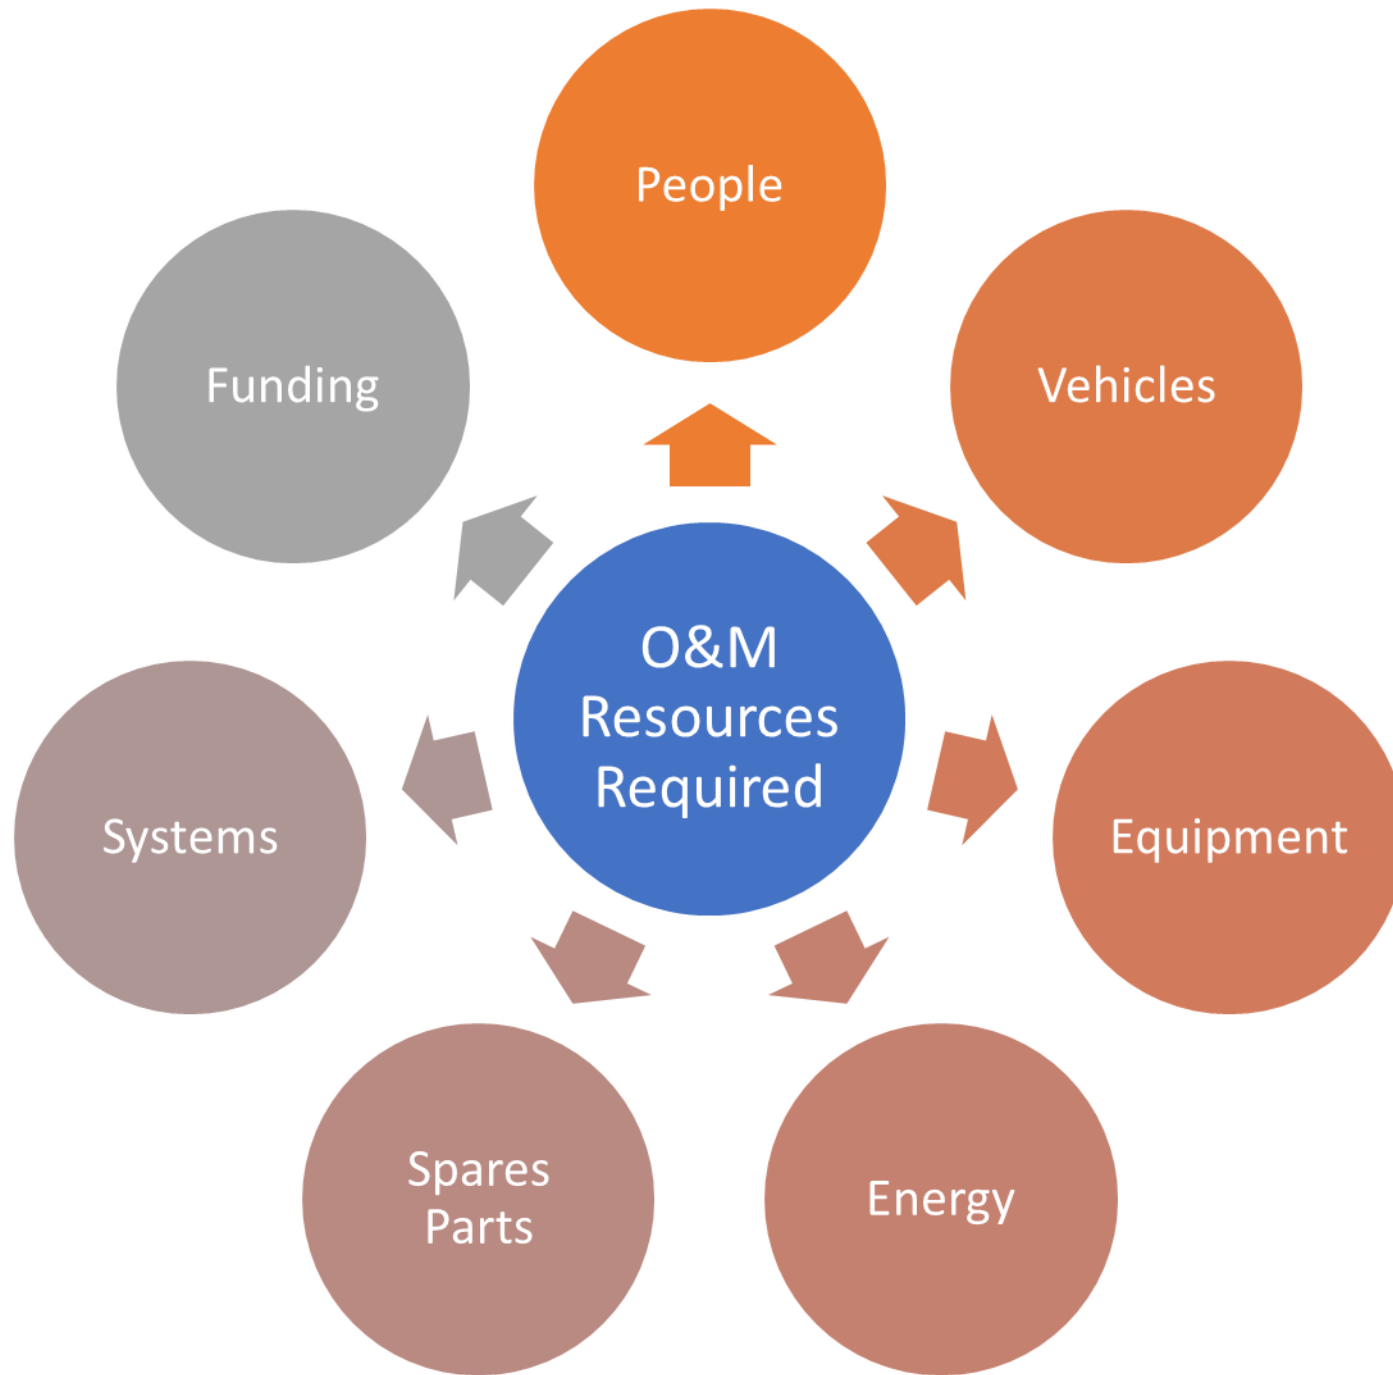 People
Vehicles
Equipment
Energy
Spares
Parts
Systems
Funding
O&M
Resources
Required